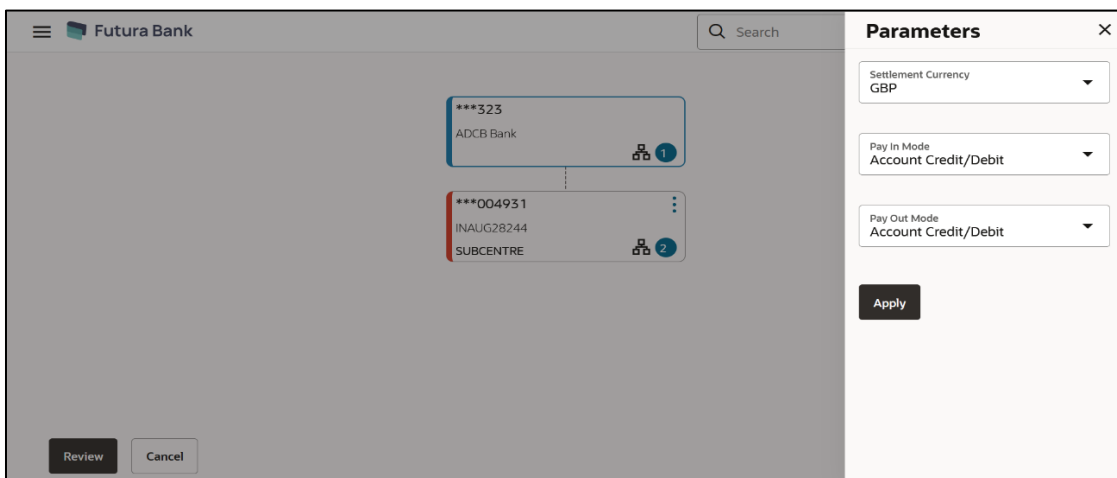 Futura Bank
Search
***323
ADCB Bank
1
***004931
INAUG28244
SUBCENTRE
2
Review
Cancel
Parameters
Settlement Currency
GBP
Pay In Mode
Account Credit/Debit
Pay Out Mode
Account Credit/Debit
Apply